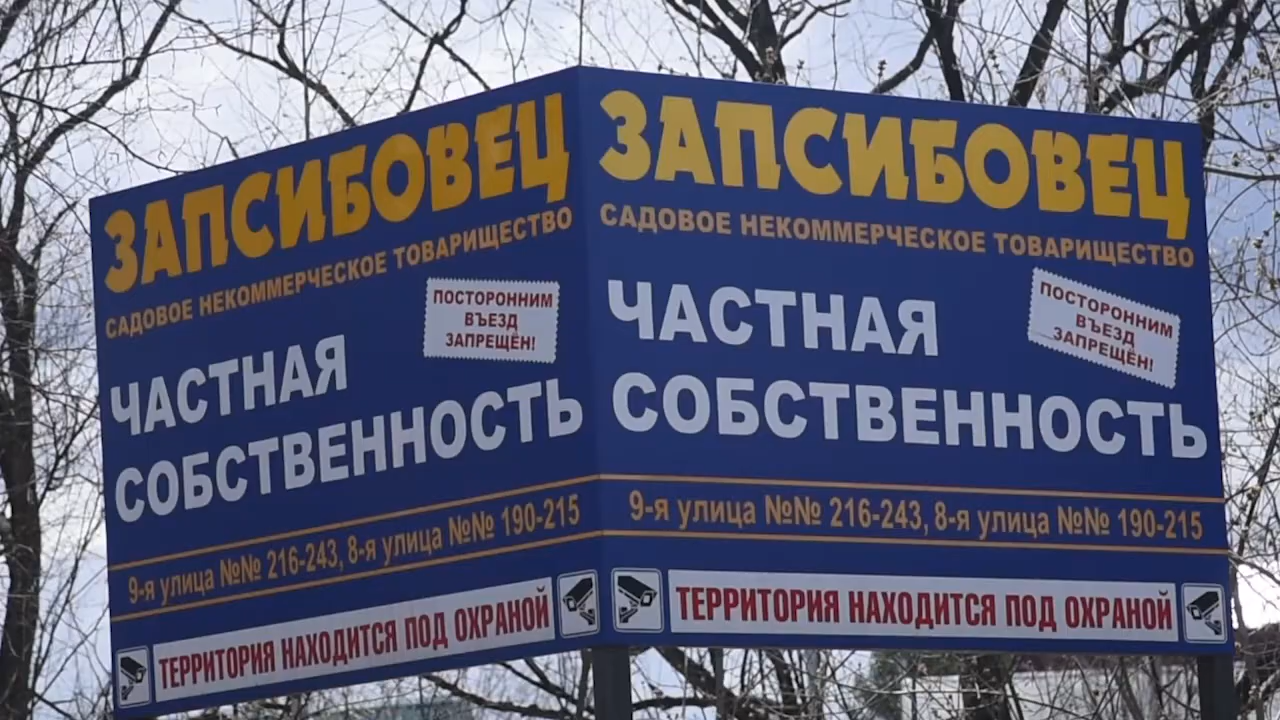 ЗАПСИБОВЕЦ
САДОВОЕ НЕКОММЕРЧЕСКОЕ ТОВАРИЩЕСТВО
ПОСТОРОННИМ
ВЪЕЗД
ЗАПРЕЩЁН!
ЧАСТНАЯ
СОБСТВЕННОСТЬ
9-я улица №№ 216-243, 8-я улица №№ 190-215
ТЕРРИТОРИЯ НАХОДИТСЯ ПОД ОХРАНОЙ
ЗАПСИБОВЕЦ
САДОВОЕ НЕКОММЕРЧЕСКОЕ ТОВАРИЩЕСТВО
ПОСТОРОННИМ
ВЪЕЗД
ЗАПРЕЩЁН!
ЧАСТНАЯ
СОБСТВЕННОСТЬ
9-я улица №№ 216-243, 8-я улица №№ 190-215
ТЕРРИТОРИЯ НАХОДИТСЯ ПОД ОХРАНОЙ